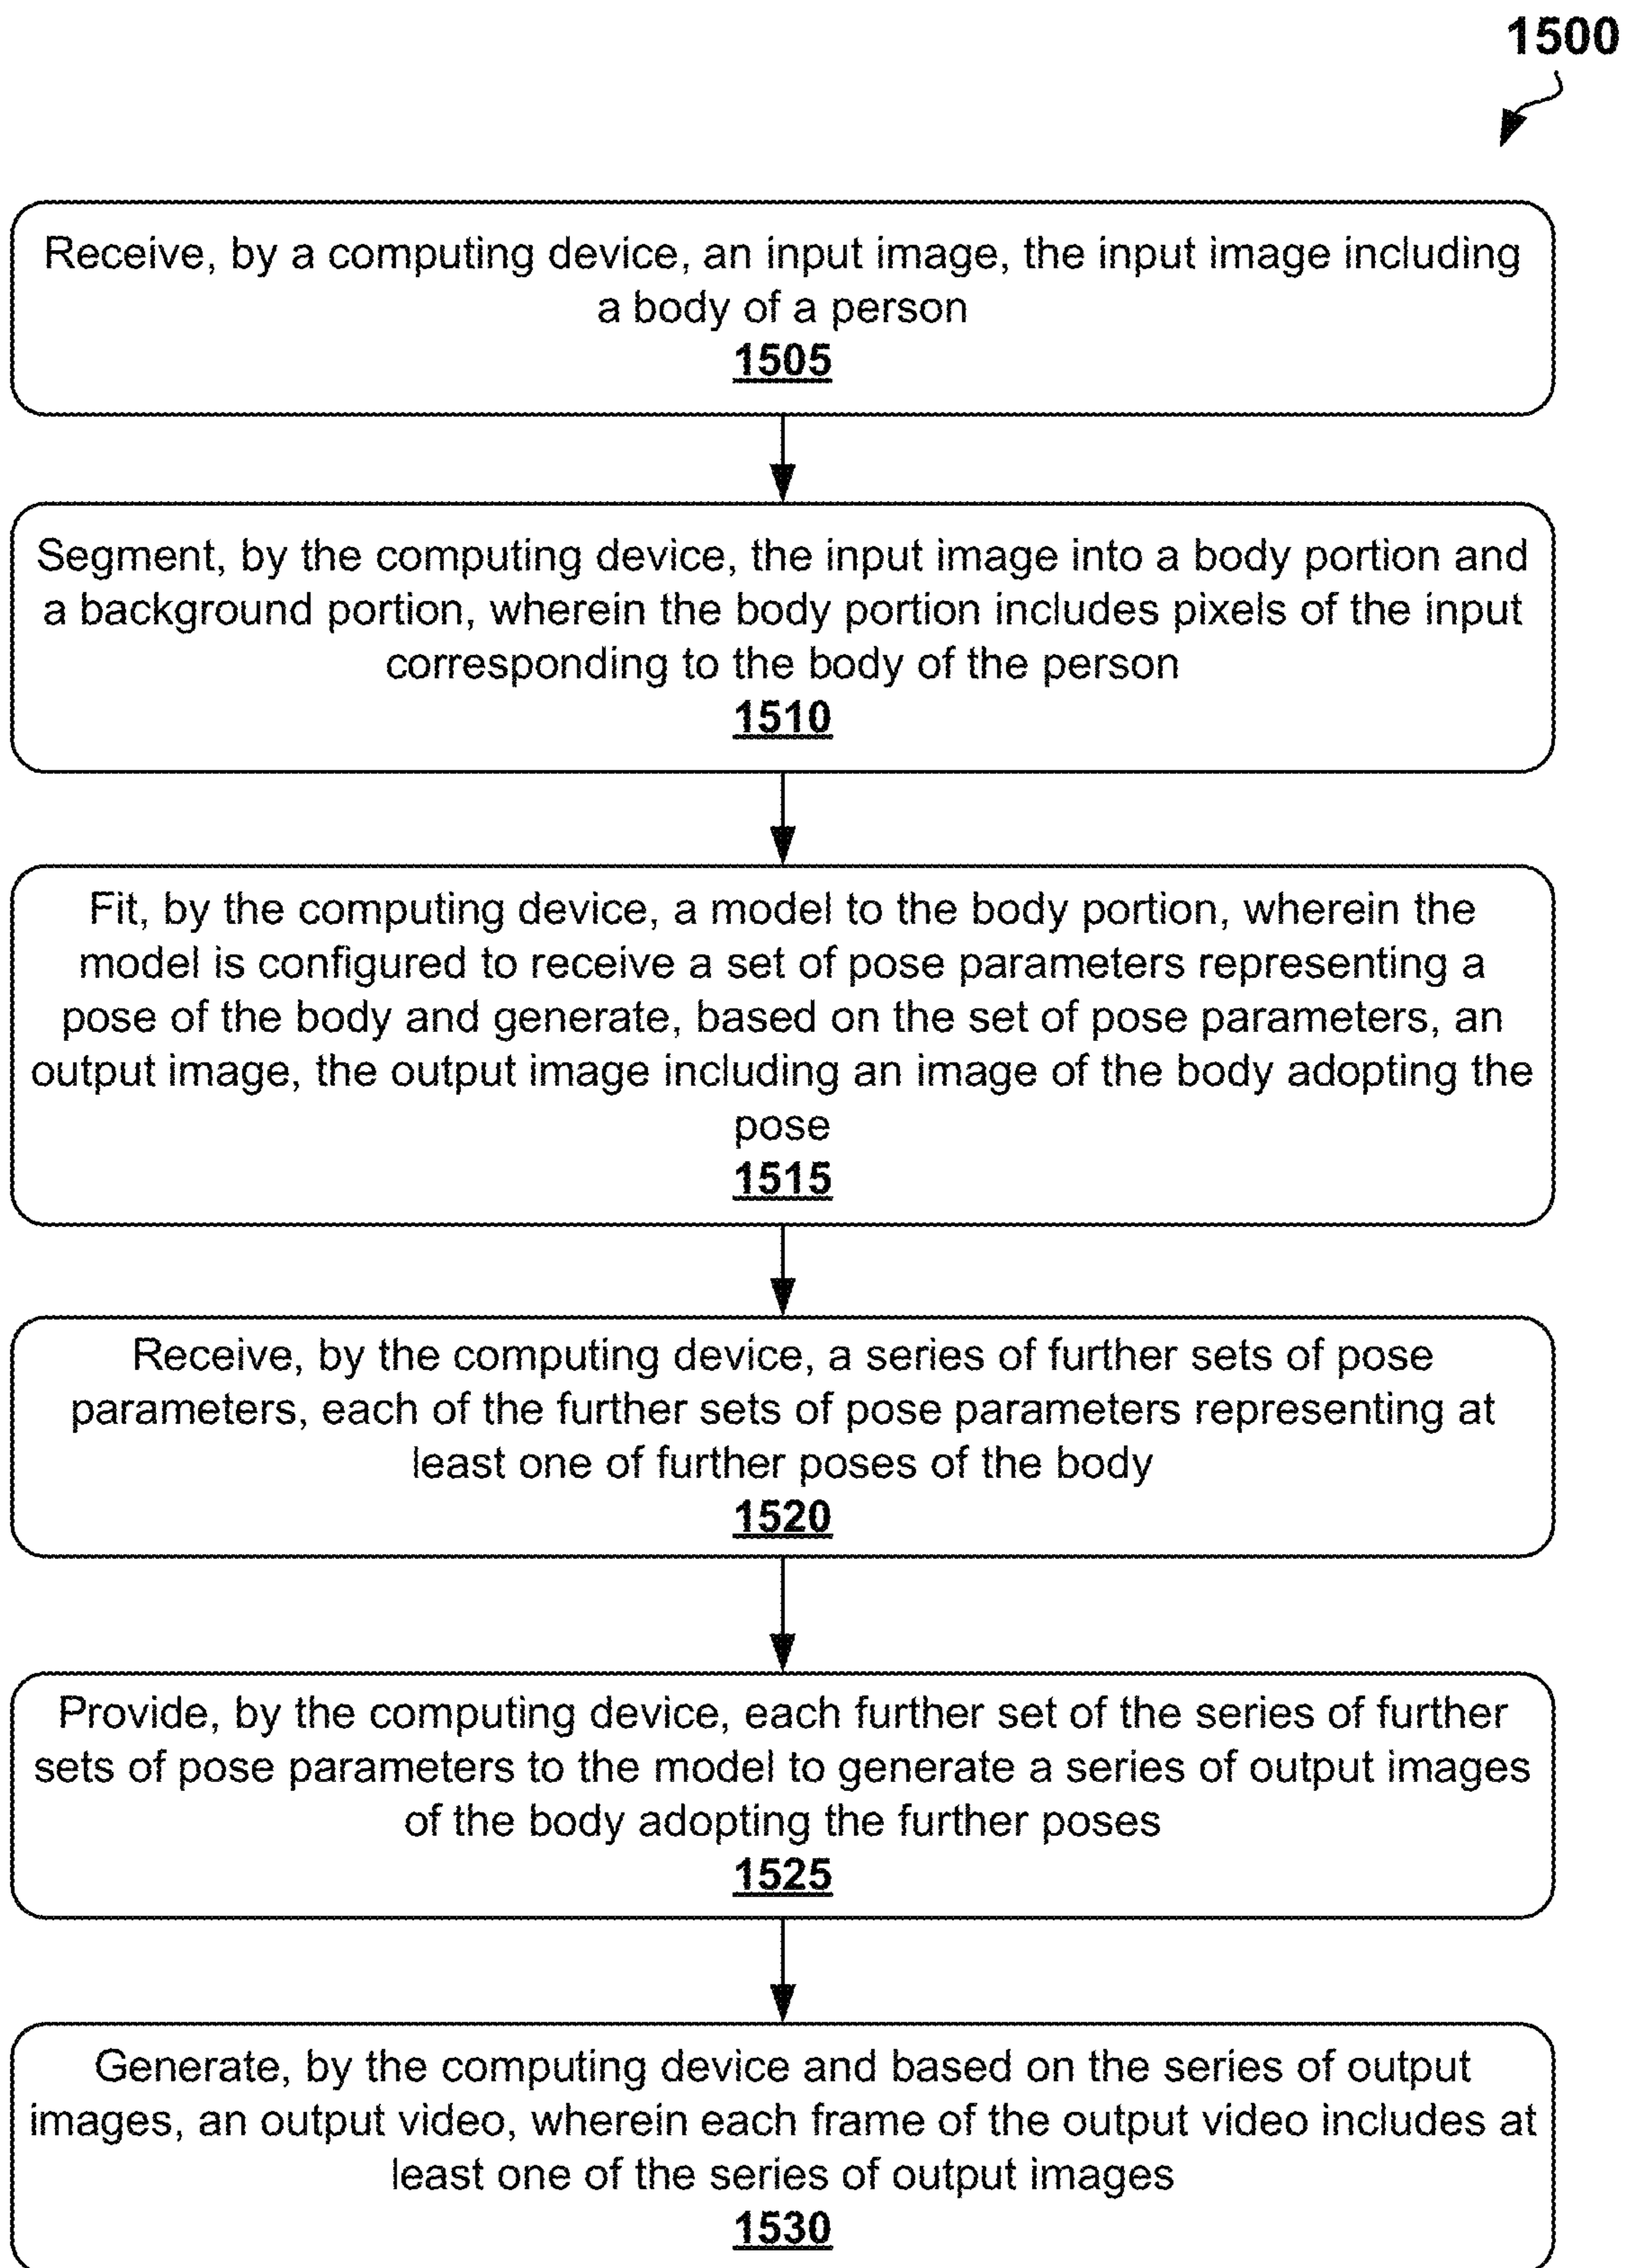 1500
Receive, by a computing device, an input image, the input image including
a body of a person
1505
Segment, by the computing device, the input image into a body portion and
a background portion, wherein the body portion includes pixels of the input
corresponding to the body of the person
1510
Fit, by the computing device, a model to the body portion, wherein the
model is configured to receive a set of pose parameters representing a
pose of the body and generate, based on the set of pose parameters, an
output image, the output image including an image of the body adopting the
pose
1515
Receive, by the computing device, a series of further sets of pose
parameters, each of the further sets of pose parameters representing at
least one of further poses of the body
1520
Provide, by the computing device, each further set of the series of further
sets of pose parameters to the model to generate a series of output images
of the body adopting the further poses
1525
Generate, by the computing device and based on the series of output
images, an output video, wherein each frame of the output video includes at
least one of the series of output images
1530